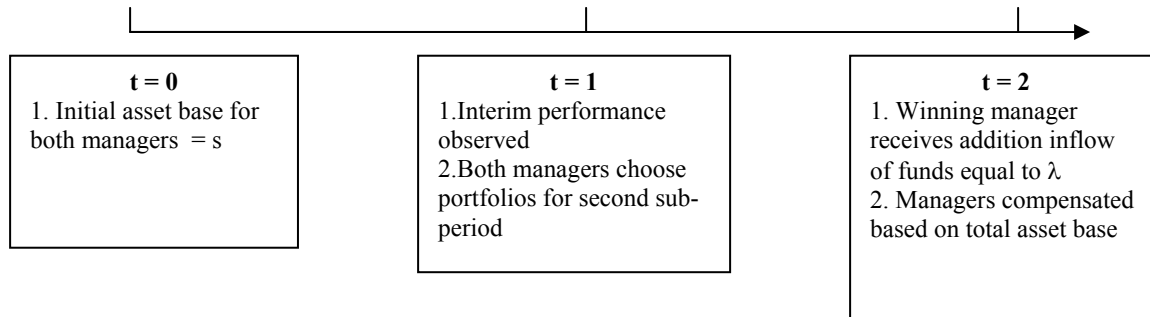 t = 0
1. Initial asset base for
both managers = s
t = 1
1.Interim performance
observed
2.Both managers choose
portfolios for second sub-
period
t = 2
1. Winning manager
receives addition inflow
of funds equal to λ
2. Managers compensated
based on total asset base